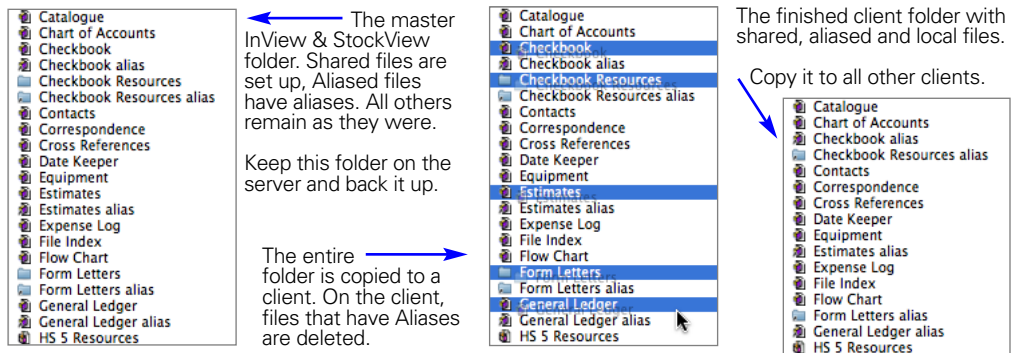 Catalogue
Chart of Accounts
Checkbook
Checkbook alias
Checkbook Resources
Checkbook Resources alias
Contacts
Correspondence
Cross References
Date Keeper
Equipment
Estimates
Estimates alias
Expense Log
File Index
Flow Chart
Form Letters
Form Letters alias
General Ledger
General Ledger alias
HS 5 Resources
The master
InView & StockView
folder. Shared files are
set up, Aliased files
have aliases. All others
remain as they were.
Keep this folder on the
server and back it up.
The entire
folder is copied to a
client. On the client,
files that have Aliases
are deleted.
Catalogue
Chart of Accounts
Checkbook
Checkbook
Checkbook alias
Checkbook Resources
Checkbook Resources
Checkbook Resources alias
Contacts
Correspondence
Cross References
Date Keeper
Equipment
Estimates
Estimates
Estimates alias
Expense Log
File Index
Flow Chart
Form Letters
Form Letters
Form Letters alias
General Ledger
General Ledger
General Ledger alias
HS 5 Resources
The finished client folder with
shared, aliased and local files.
Copy it to all other clients.
Catalogue
Chart of Accounts
Checkbook alias
Checkbook Resources alias
Contacts
Correspondence
Cross References
Date Keeper
Equipment
Estimates alias
Expense Log
File Index
Flow Chart
Form Letters alias
General Ledger alias
HS 5 Resources